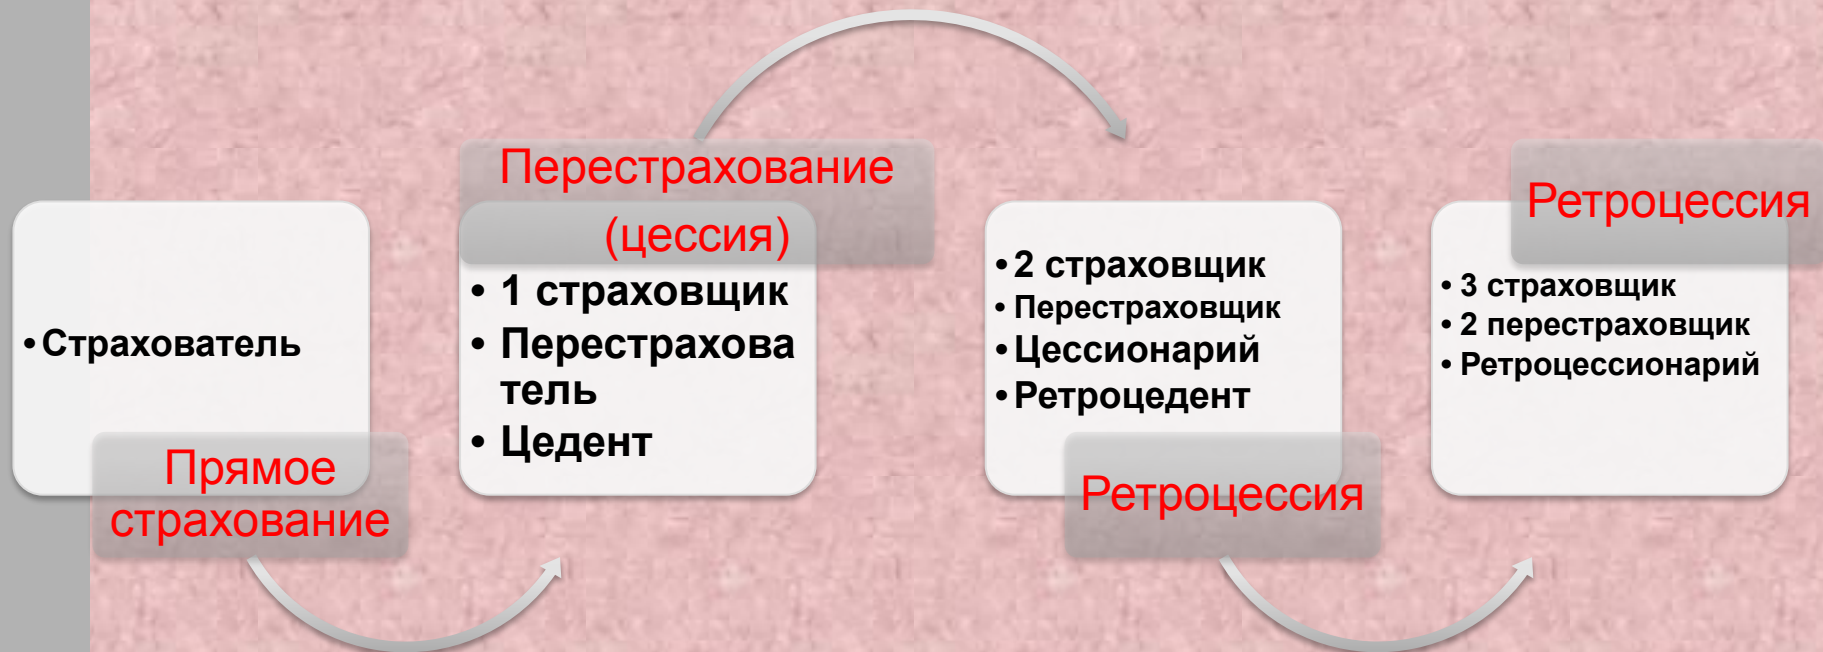 • Страхователь
Прямое
страхование
Перестрахование
(цессия)
• 1 страховщик
• Перестрахова
тель
• Цедент
• 2 страховщик
• Перестраховщик
• Цессионарий
• Ретроцедент
Ретроцессия
Ретроцессия
• 3 страховщик
• 2 перестраховщик
• Ретроцессионарий